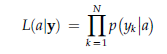 L(a|y) = ∏_{k=1}^{N} p(y_k|a)